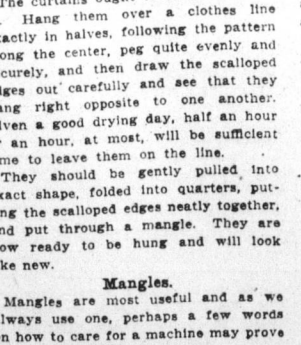 The curtains
. Hang them over a clothes line
actly in halves, following the pattern
ong the center, peg quite evenly and
curely, and then draw the scalloped
lges out carefully and see that they
ang right opposite to one another.
iven a good drying day, half an hour
r an hour, at most, will be sufficient
me to leave them on the line.
They should be gently pulled into
xact shape, folded into quarters, put-
ng the scalloped edges neatly together,
nd put through a mangle. They are
ow ready to be hung and will look
ke new.
Mangles.
Mangles are most useful and as we
lways use one, perhaps a few words
n how to care for a machine may prove